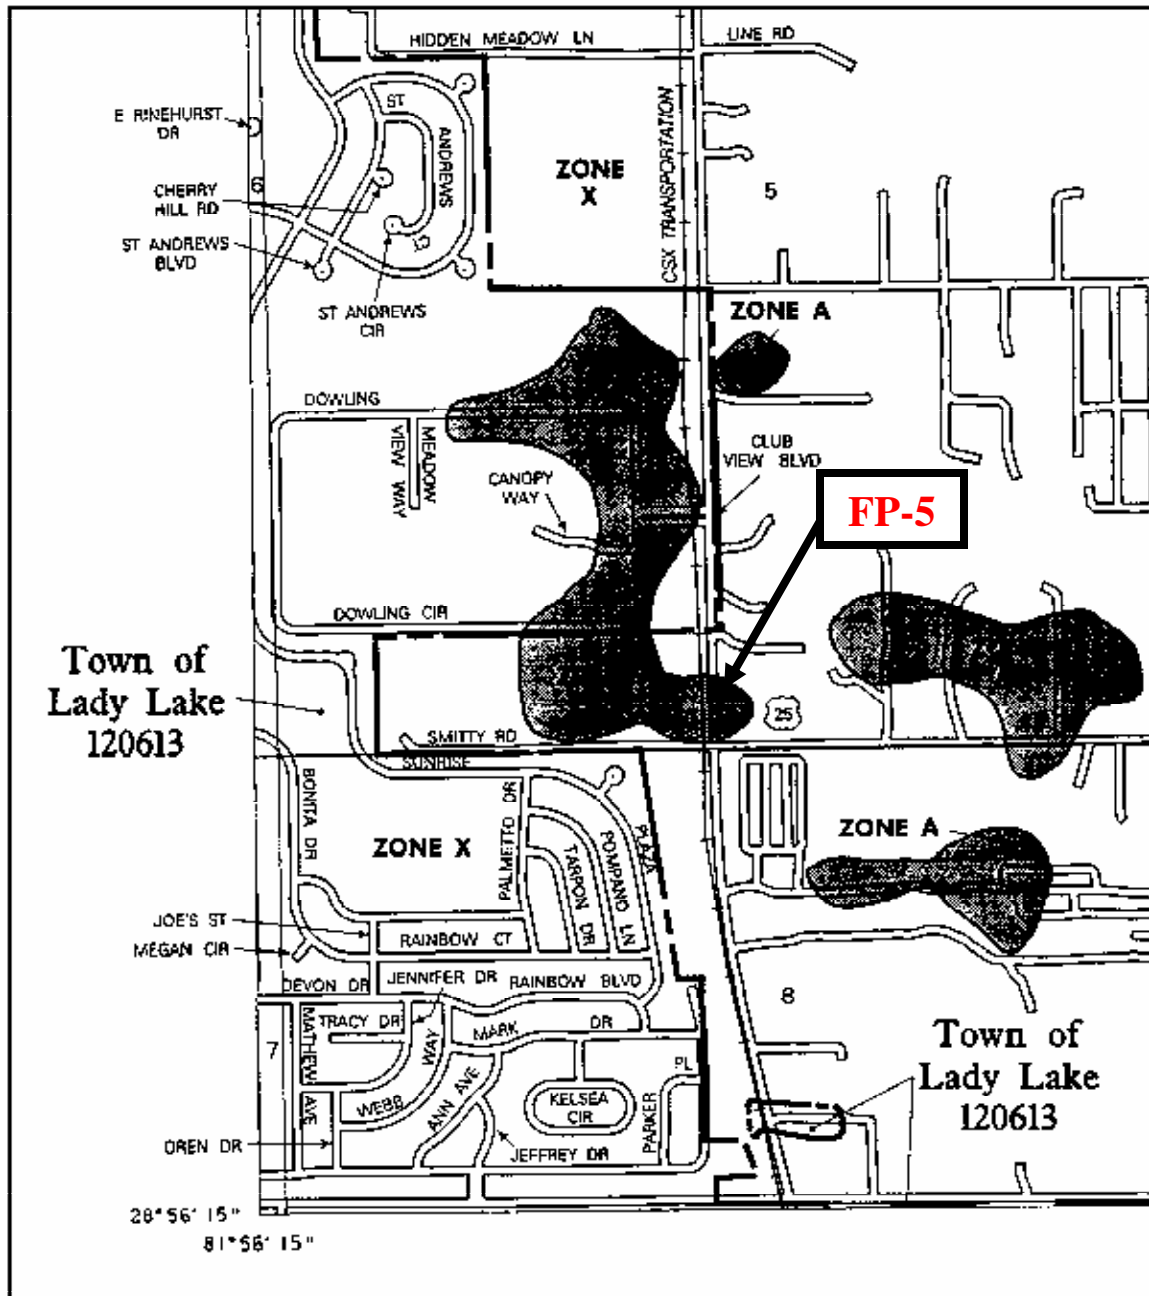 HIDDEN MEADOW LN
LINE RD
E RINEHURST
DR
ST
ANDREWS
CSX TRANSPORTATION
ZONE
X
6
5
CHERRY
HILL RD
ST ANDREWS
BLVD
ST ANDREWS
CIR
ZONE A
DOWLING
MEADOW
VIEW WAY
CLUB
VIEW BLVD
CANOPY
WAY
FP-5
DOWLING CIR
Town of
Lady Lake
120613
25
SMITTY RD
SUNRISE
BONITA DR
ZONE X
PALMETTO DR
TARPON DR
POMPANO LN
PLAZA
ZONE A
JOE'S ST
MEGAN CIR
RAINBOW CT
DEVON DR
JENNIFER DR
RAINBOW BLVD
8
7
MATHEW AVE
TRACY DR
MARK DR
WEBB WAY
ANN AVE
KELSEA
CIR
PARKER PL
Town of
Lady Lake
120613
OREN DR
JEFFREY DR
28°56'15"
81°56'15"